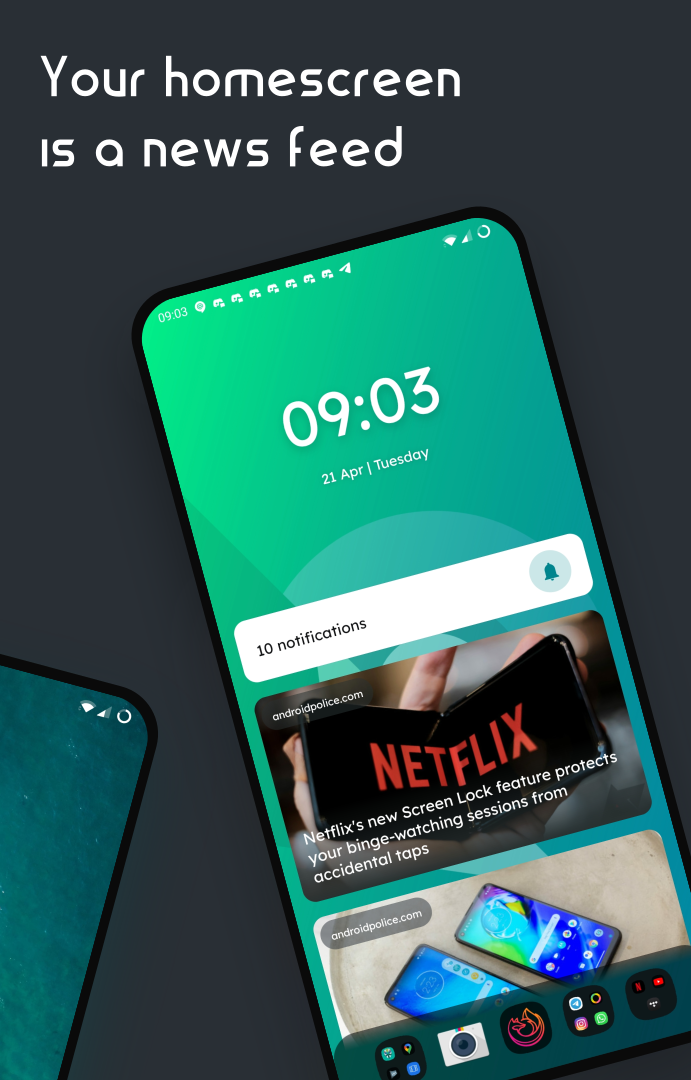 Your homescreen
is a news feed
09:03
09:03
21 Apr | Tuesday
10 notifications
androidpolice.com
NETFLIX
Netflix's new Screen Lock feature protects
your binge-watching sessions from
accidental taps
androidpolice.com